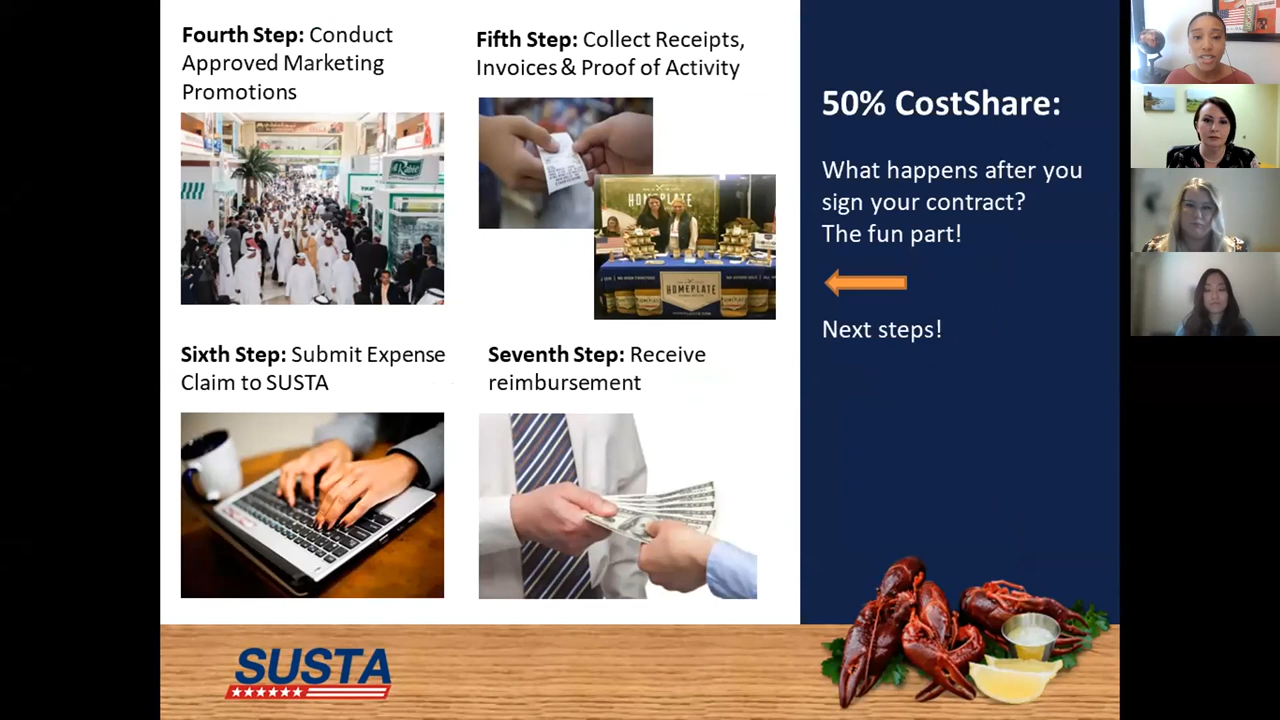 Fourth Step: Conduct
Approved Marketing
Promotions
Fifth Step: Collect Receipts,
Invoices & Proof of Activity
HOMEPLATE
HOMEPLATE
Sixth Step: Submit Expense
Claim to SUSTA
Seventh Step: Receive
reimbursement
50% CostShare:
What happens after you
sign your contract?
The fun part!
Next steps!
SUSTA